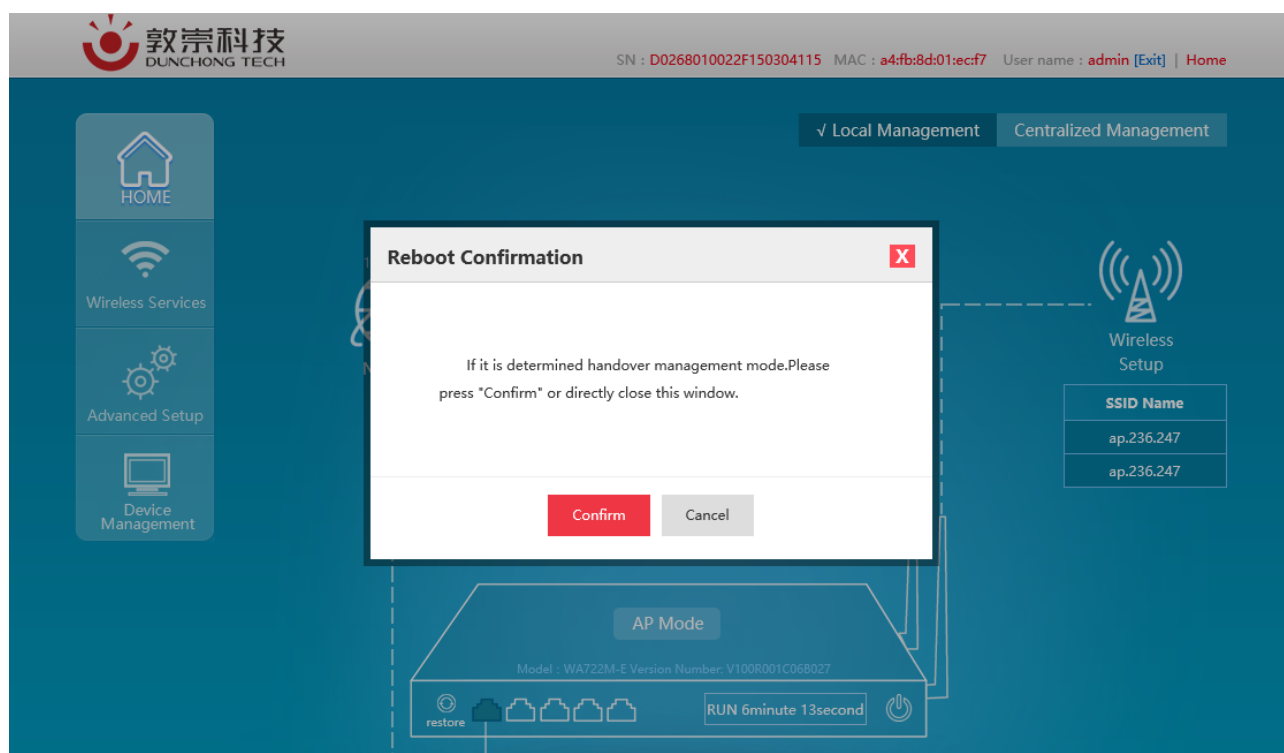 敦崇科技
DUNCHONG TECH
SN : D0268010022F150304115 MAC : a4:fb:8d:01:ec:f7 User name : admin [Exit] | Home
√ Local Management Centralized Management
HOME
Wireless Services
Advanced Setup
Device
Management
Reboot Confirmation X
If it is determined handover management mode.Please
press "Confirm" or directly close this window.
Confirm Cancel
Wireless
Setup
SSID Name
ap.236.247
ap.236.247
AP Mode
Model : WA722M-E Version Number: V100R001C06B027
restore
RUN 6minute 13second